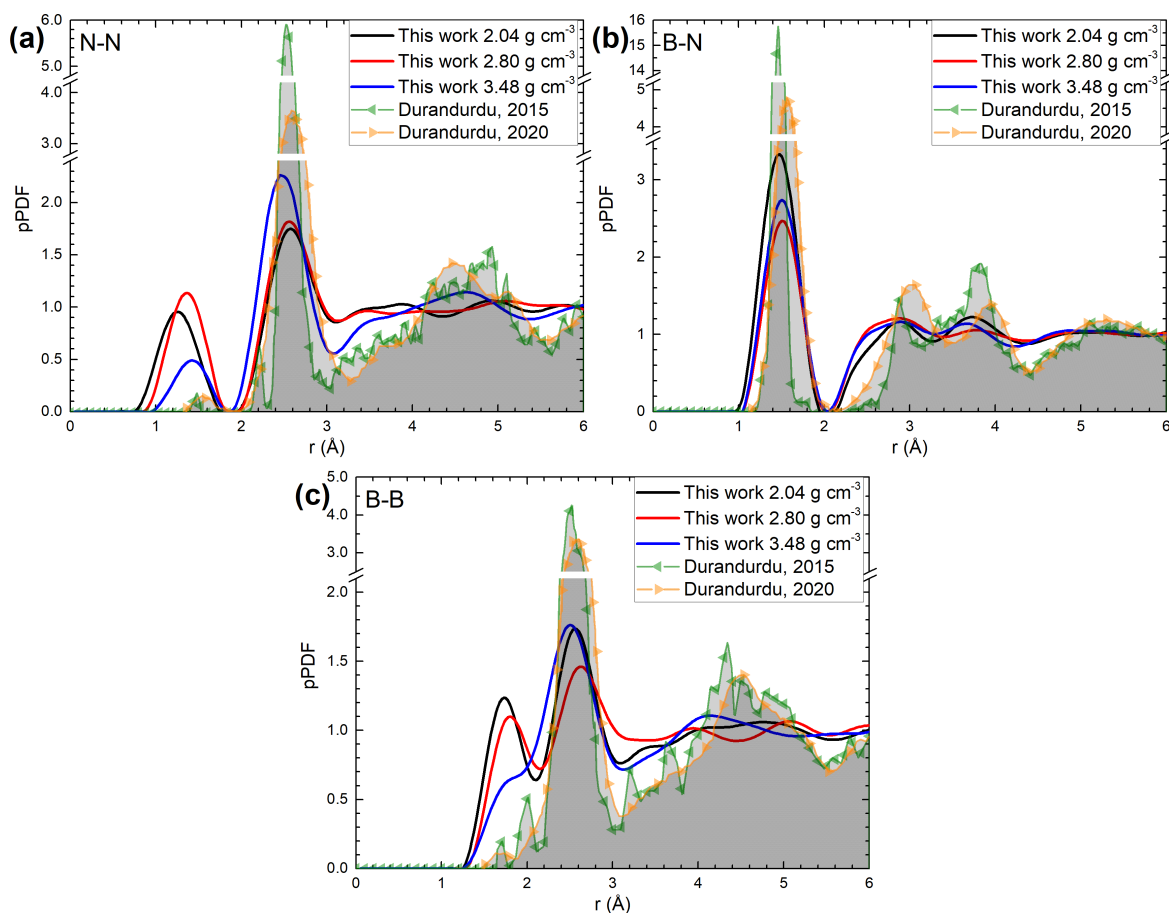 (a)
N-N
This work 2.04 g cm⁻³
This work 2.80 g cm⁻³
This work 3.48 g cm⁻³
Durandurdu, 2015
Durandurdu, 2020
6.0
5.0
4.0
3.0
2.0
1.5
1.0
0.5
0.0
pPDF
0 1 2 3 4 5 6
r (Å)
(b)
B-N
This work 2.04 g cm⁻³
This work 2.80 g cm⁻³
This work 3.48 g cm⁻³
Durandurdu, 2015
Durandurdu, 2020
16
15
14
13
5
4
3
2
1
0
pPDF
0 1 2 3 4 5 6
r (Å)
(c)
B-B
This work 2.04 g cm⁻³
This work 2.80 g cm⁻³
This work 3.48 g cm⁻³
Durandurdu, 2015
Durandurdu, 2020
5.0
4.0
3.0
2.0
1.5
1.0
0.5
0.0
pPDF
0 1 2 3 4 5 6
r (Å)